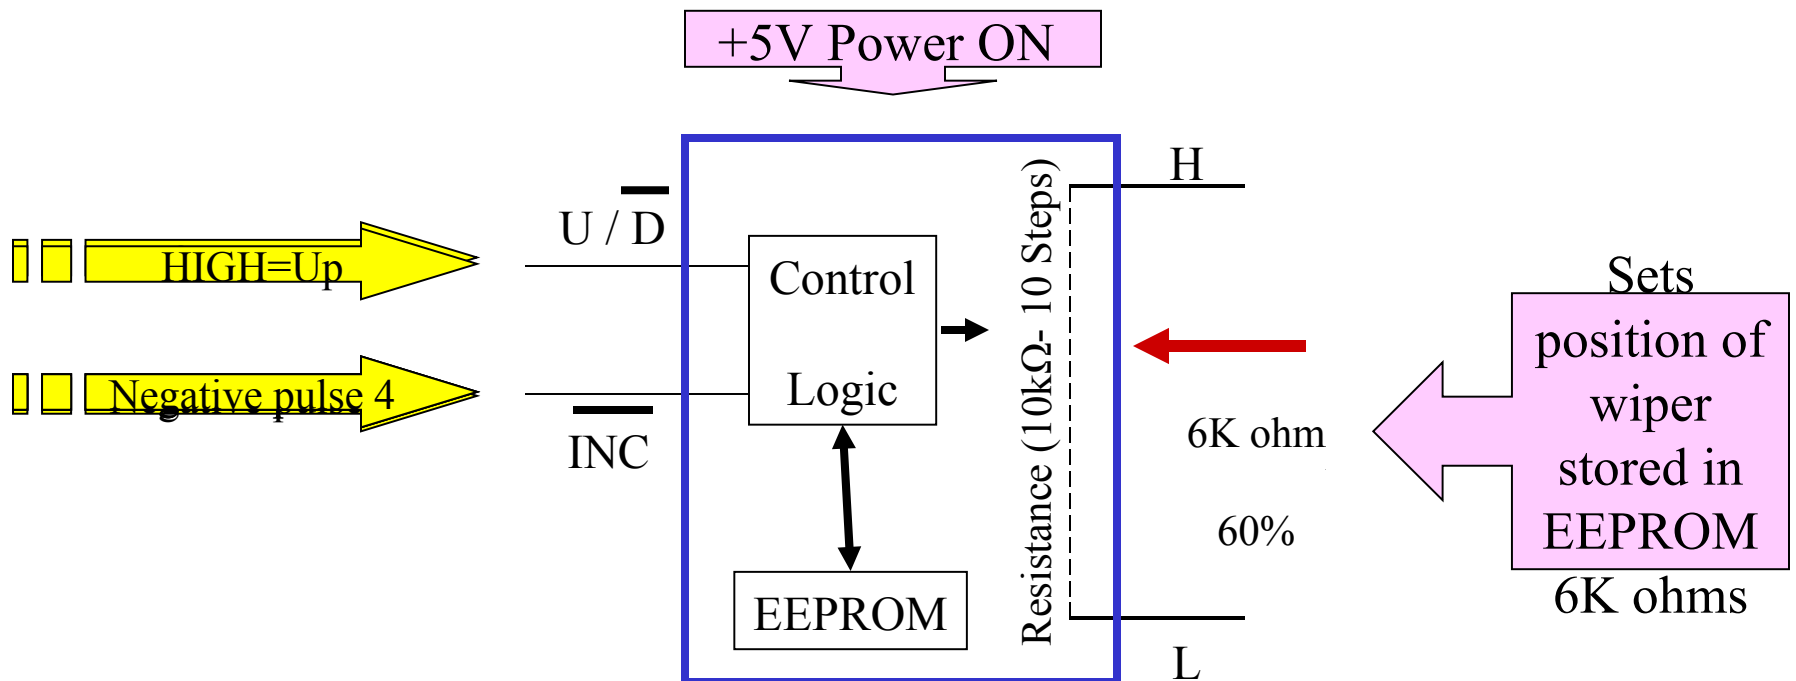 +5V Power ON
H
U / D
HIGH=Up
Control
Logic
Negative pulse 4
INC
EEPROM
Resistance (10kΩ- 10 Steps)
6K ohm
60%
L
Sets
position of
wiper
stored in
EEPROM
6K ohms